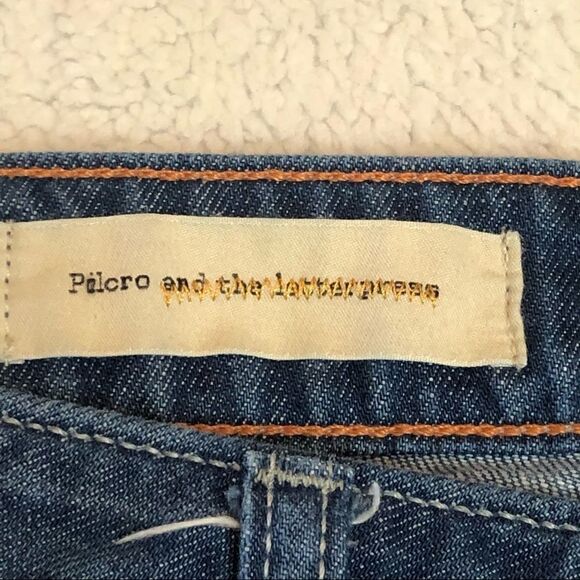 Pilcro and the letterpress